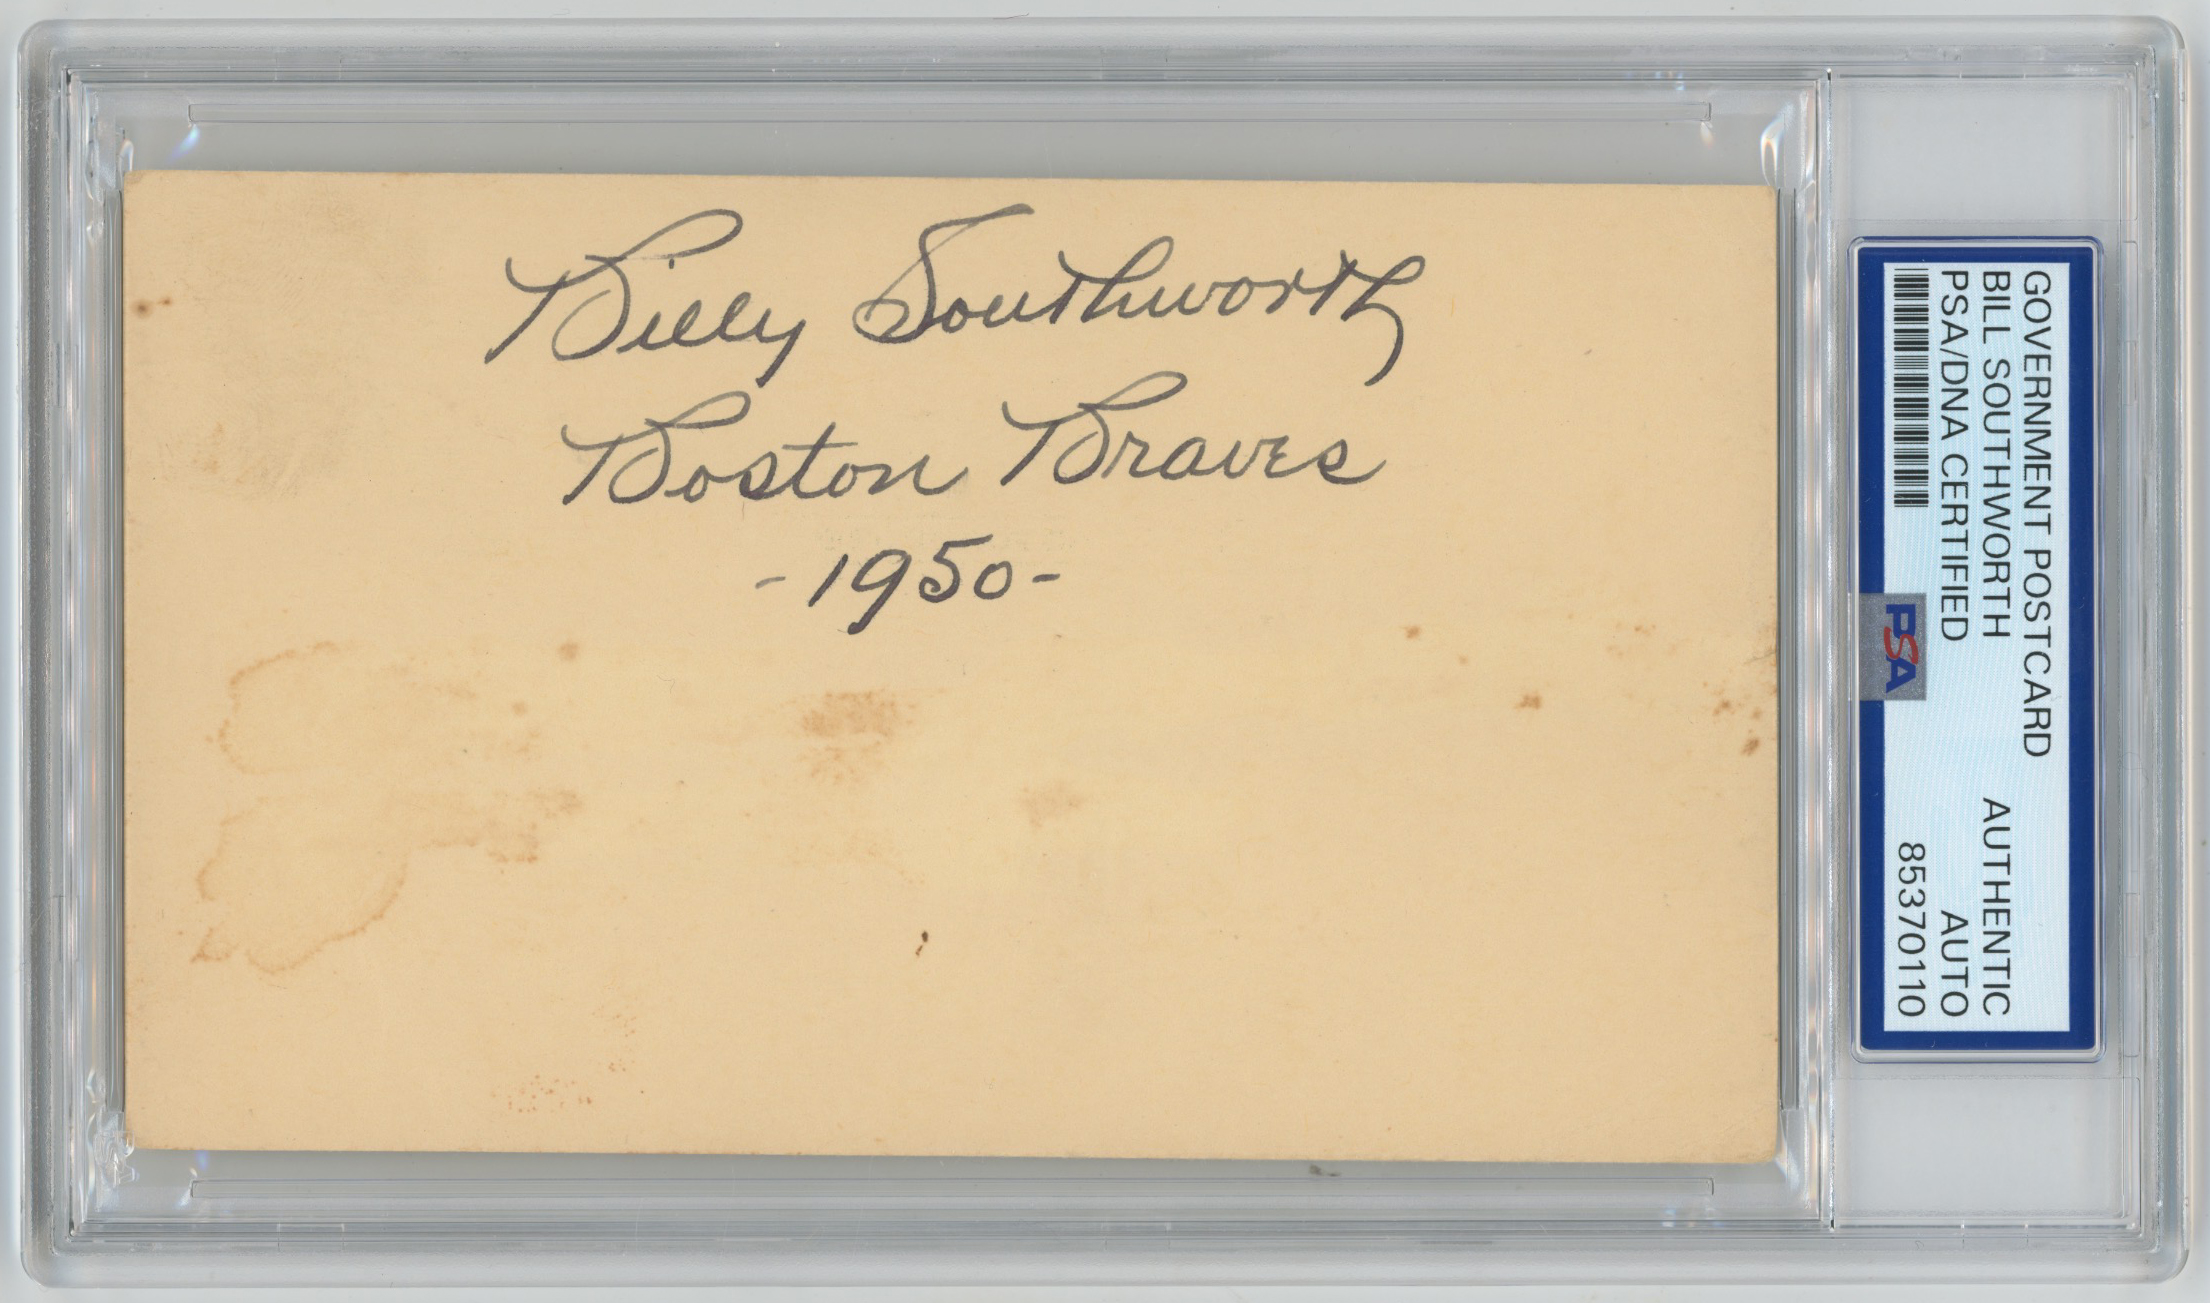 Billy Southworth
Boston Braves
-1950-
GOVERNMENT POSTCARD
BILL SOUTHWORTH AUTHENTIC
PSA/DNA CERTIFIED AUTO
85370110
PSA